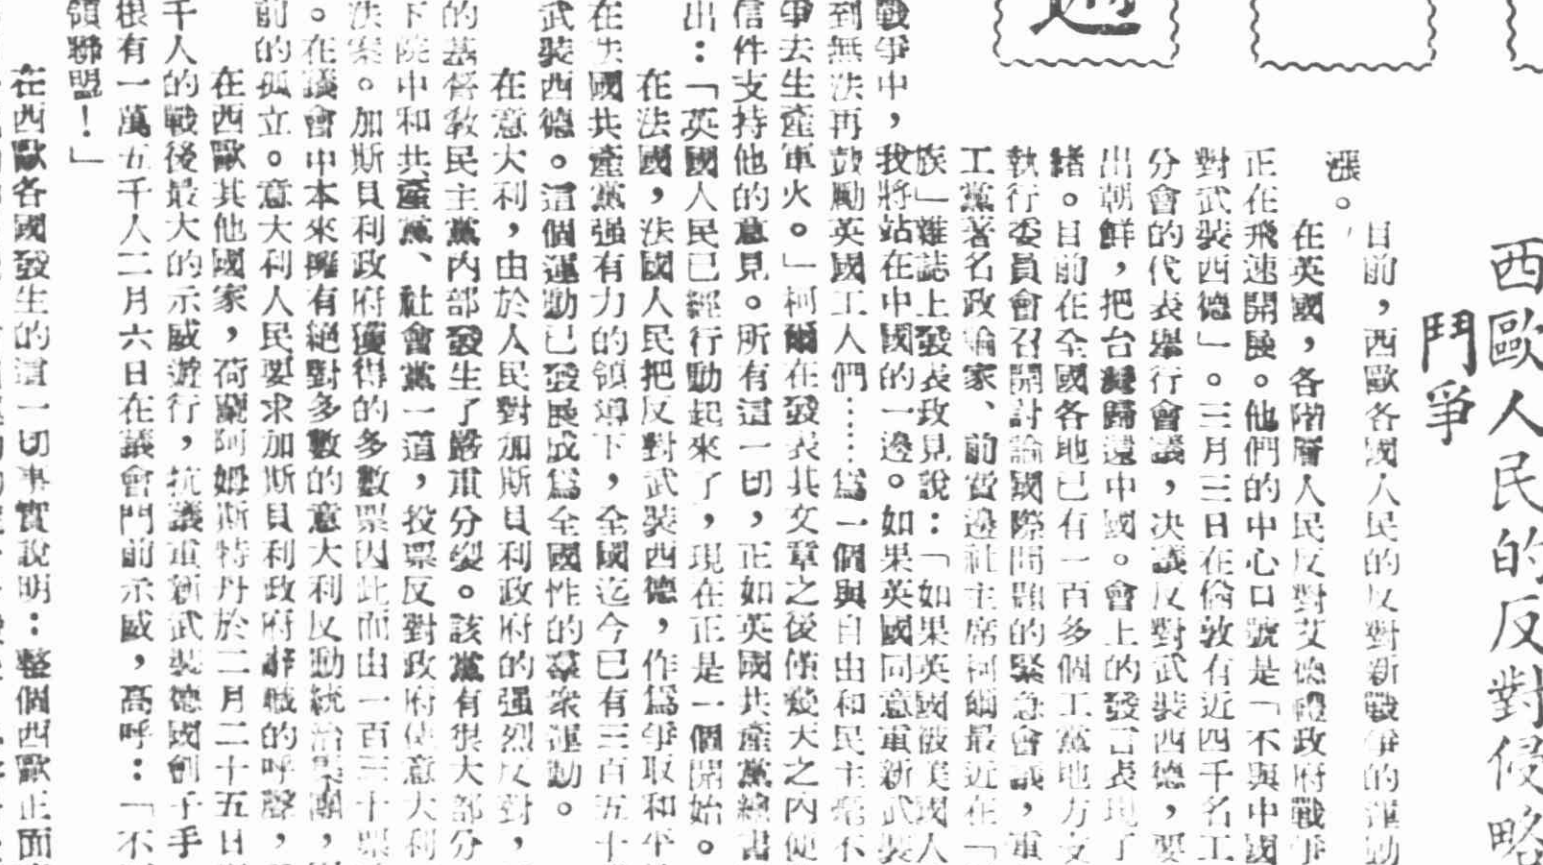 西歐人民的反對侵略
鬥爭
目前，西歐各國人民的反對新戰爭的運動
漲。
在英國，各階層人民反對艾德禮政府戰爭
正在飛速開展。他們的中心口號是「不與中國
對武裝西德」。三月三日在倫敦有近四千名工
分會的代表舉行會議，決議反對武裝西德，要
出朝鮮，把台灣歸還中國。會上的發言表現了
緒。目前在全國各地已有一百多個工黨地方支
執行委員會召開討論國際問題的緊急會議，重
工黨著名政論家、前費邊社主席柯爾最近在「
族」雜誌上發表政見說：「如果英國被美國人
戰爭中，我將站在中國的一邊。如果英國同意重新武裝
到無法再鼓勵英國工人們……爲一個與自由和民主毫不
爭去生產軍火。」柯爾在發表其文章之後
信件支持他的意見。所有這一切，正如英國共產黨總書
出：「英國人民已經行動起來了，現在正是一個開始。
在法國，法國人民把反對武裝西德，作爲爭取和平
在法國共產黨强有力的領導下，全國迄今已有三百五十
武裝西德。這個運動已發展成爲全國性的羣衆運動。
在意大利，由於人民對加斯貝利政府的强烈反對，
的基督敎民主黨內部發生了嚴重分裂。該黨有很大部分
下院中和共產黨、社會黨一道，投票反對政府使意大利
決案。加斯貝利政府獲得的多數票因此而由一百三十票
。在議會中本來擁有絕對多數的意大利反動統治集團，
前的孤立。意大利人民要求加斯貝利政府辭職的呼聲，
在西歐其他國家，荷蘭阿姆斯特丹於二月二十五日
千人的戰後最大的示威遊行，抗議重新武裝德國劊子手
根有一萬五千人二月六日在議會門前示威，高呼：「不
領聯盟！」
在西歐各國發生的這一切事實說明：整個西歐正面